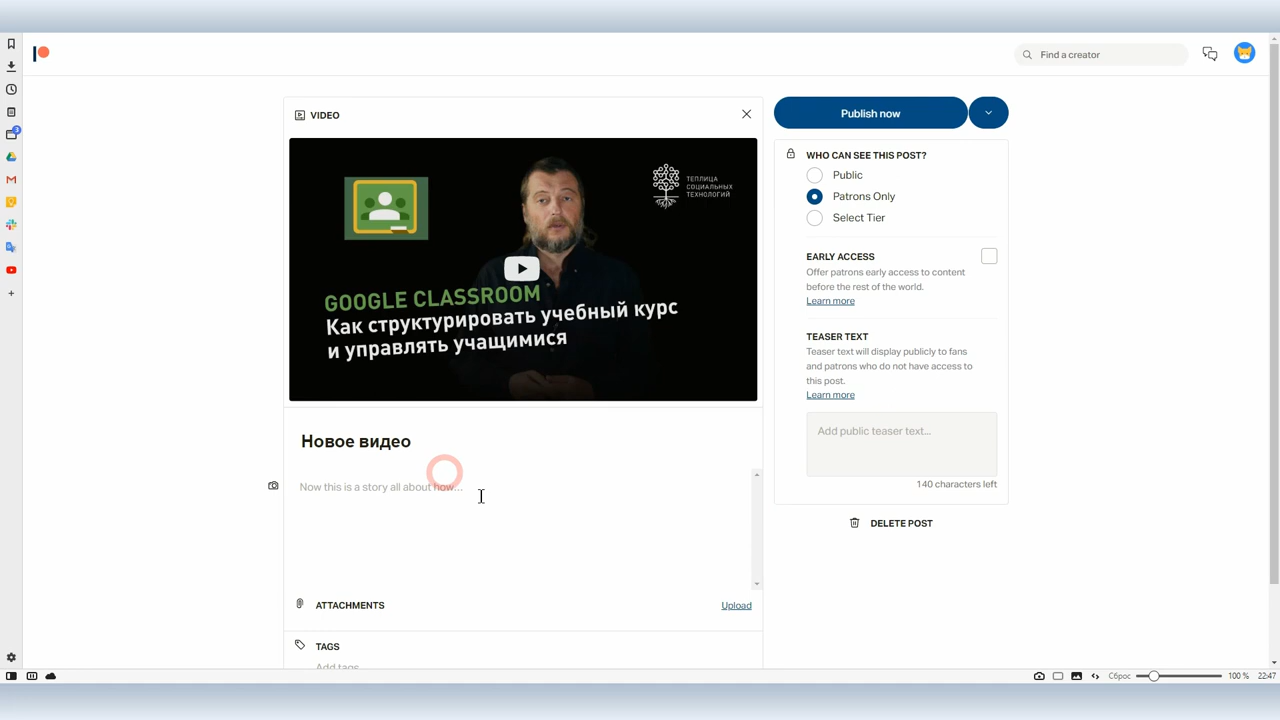 Find a creator
3
VIDEO
Publish now
ТЕПЛИЦА
СОЦИАЛЬНЫХ
ТЕХНОЛОГИЙ
GOOGLE CLASSROOM
Как структурировать учебный курс
и управлять учащимися
WHO CAN SEE THIS POST?
Public
Patrons Only
Select Tier
EARLY ACCESS
Offer patrons early access to content
before the rest of the world.
Learn more
TEASER TEXT
Teaser text will display publicly to fans
and patrons who do not have access to
this post.
Learn more
Add public teaser text...
140 characters left
DELETE POST
Новое видео
Now this is a story all about how...
ATTACHMENTS
Upload
TAGS
Add tags
Сброс
100 %
22:47